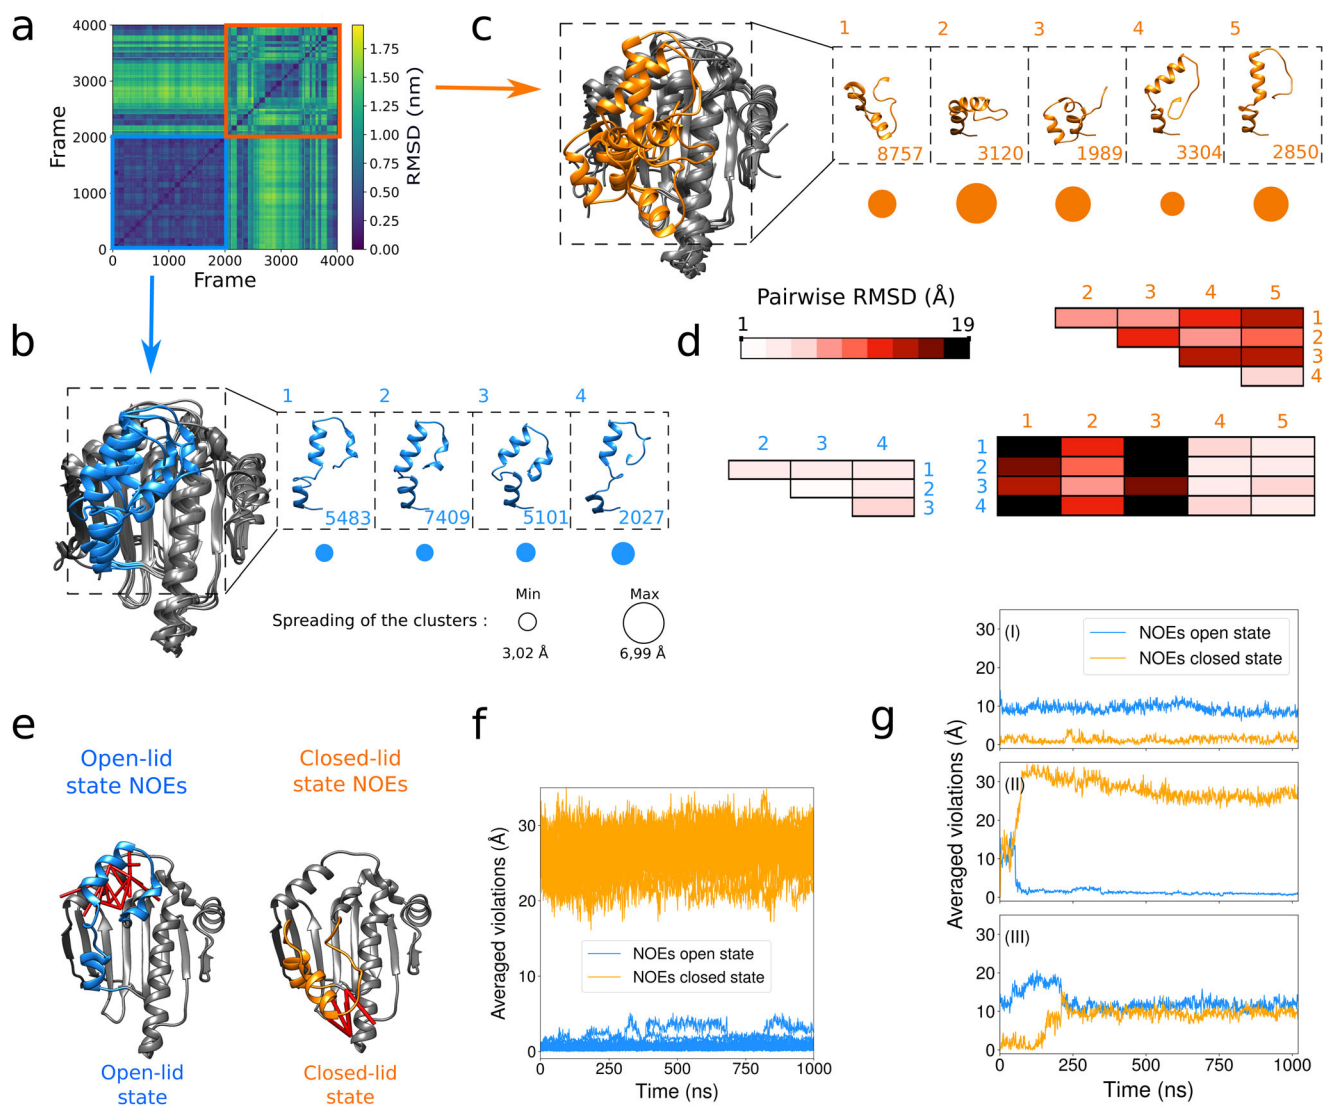 a
4000
3000
2000
1000
0
Frame
0 1000 2000 3000 4000
Frame
1.75
1.50
1.25
1.00
0.75
0.50
0.25
0.00
RMSD (nm)
c
1 2 3 4 5
8757 3120 1989 3304 2850
b
1 2 3 4
5483 7409 5101 2027
Spreading of the clusters :
Min
3,02 Å
Max
6,99 Å
d
Pairwise RMSD (Å)
1 19
2 3 4 5
1
2
3
4
2 3 4
1
2
3
1 2 3 4 5
1
2
3
4
e
Open-lid
state NOEs
Closed-lid
state NOEs
Open-lid
state
Closed-lid
state
f
Averaged violations (Å)
30
20
10
0
NOEs open state
NOEs closed state
0 250 500 750 1000
Time (ns)
g
Averaged violations (Å)
(I)
NOEs open state
NOEs closed state
30
20
10
0
(II)
30
20
10
0
(III)
30
20
10
0
0 250 500 750 1000
Time (ns)